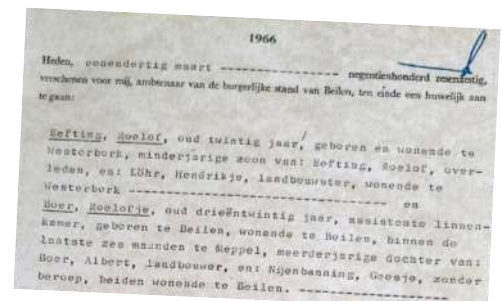 1966
Heden, eenendertig maart -------------------- negentienhonderd zesenzestig,
verschenen voor mij, ambtenaar van de burgerlijke stand van Beilen, ten einde een huwelijk aan
te gaan:
Hefting, Roelof, oud twintig jaar, geboren en wonende te
Westerbork, minderjarige zoon van: Hefting, Roelof, over-
leden, en: Löhr, Hendrikje, landbouwster, wonende te
Westerbork ------------------------------ en
Boer, Roelofje, oud drieëntwintig jaar, assistente linnen-
kamer, geboren te Beilen, wonende te Beilen, binnen de
laatste zes maanden te Meppel, meerderjarige dochter van:
Boer, Albert, landbouwer, en: Nijenbanning, Geesje, zonder
beroep, beiden wonende te Beilen. --------------------